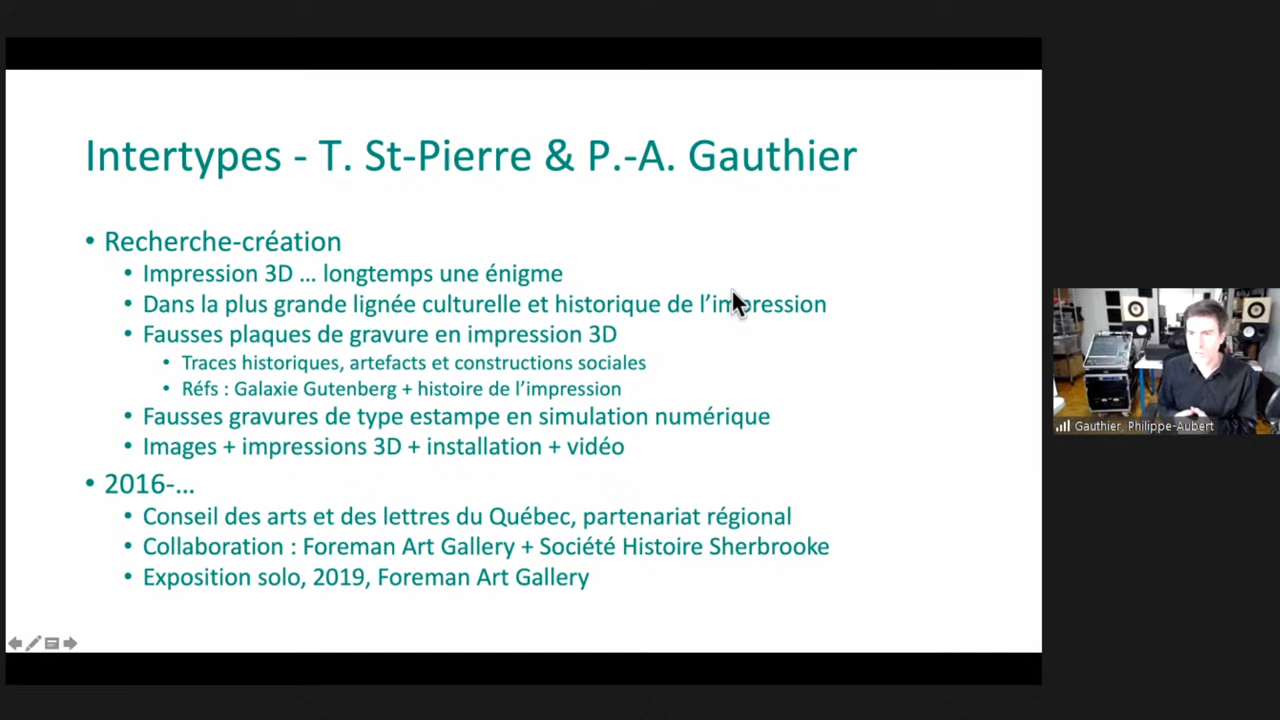 Intertypes - T. St-Pierre & P.-A. Gauthier
• Recherche-création
• Impression 3D … longtemps une énigme
• Dans la plus grande lignée culturelle et historique de l’impression
• Fausses plaques de gravure en impression 3D
• Traces historiques, artefacts et constructions sociales
• Réfs : Galaxie Gutenberg + histoire de l’impression
• Fausses gravures de type estampe en simulation numérique
• Images + impressions 3D + installation + vidéo
• 2016-…
• Conseil des arts et des lettres du Québec, partenariat régional
• Collaboration : Foreman Art Gallery + Société Histoire Sherbrooke
• Exposition solo, 2019, Foreman Art Gallery
Gauthier, Philippe-Aubert